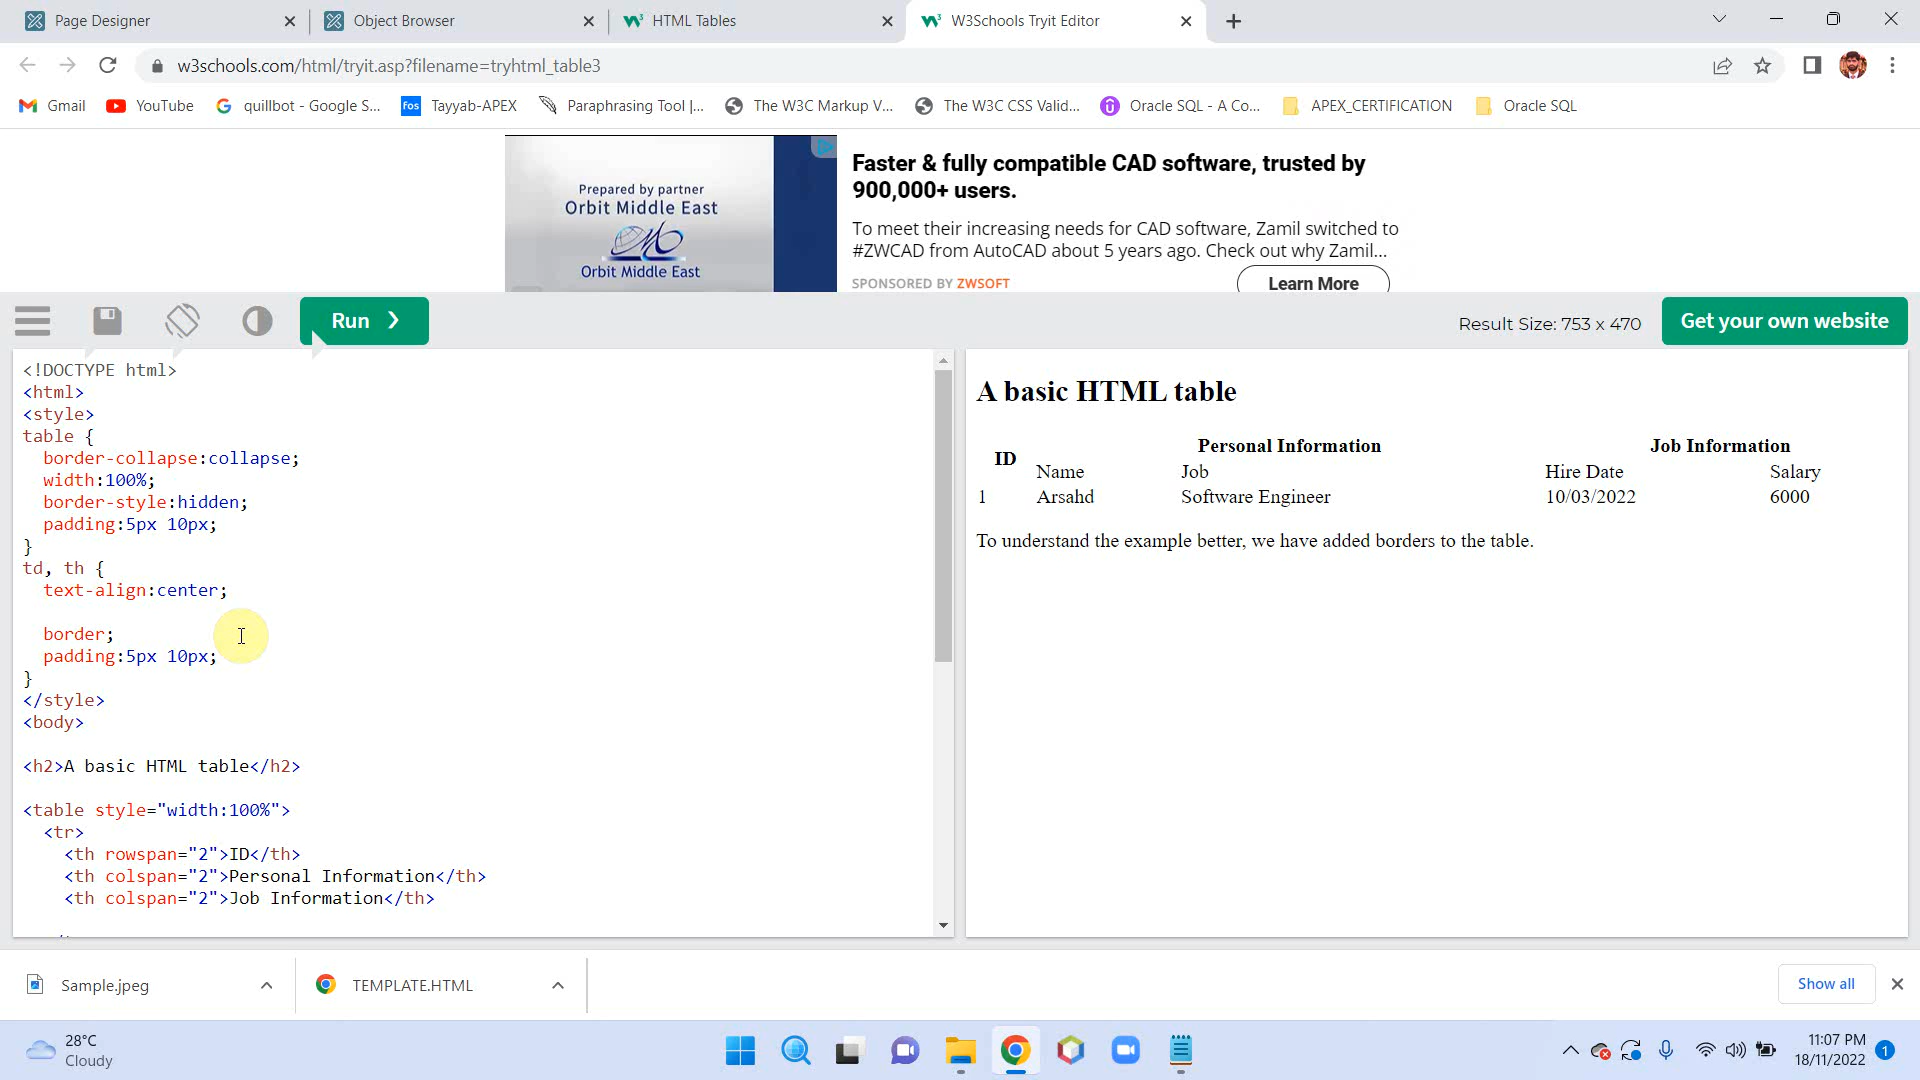 Page Designer
Object Browser
HTML Tables
W3Schools Tryit Editor
w3schools.com/html/tryit.asp?filename=tryhtml_table3
Gmail
YouTube
quillbot - Google S...
fos Tayyab-APEX
Paraphrasing Tool |...
The W3C Markup V...
The W3C CSS Valid...
Oracle SQL - A Co...
APEX_CERTIFICATION
Oracle SQL
Prepared by partner
Orbit Middle East
Orbit Middle East
Faster & fully compatible CAD software, trusted by
900,000+ users.
To meet their increasing needs for CAD software, Zamil switched to
#ZWCAD from AutoCAD about 5 years ago. Check out why Zamil...
SPONSORED BY ZWSOFT
Learn More
Run ❯
Result Size: 753 x 470
Get your own website
<!DOCTYPE html>
<html>
<style>
table {
  border-collapse:collapse;
  width:100%;
  border-style:hidden;
  padding:5px 10px;
}
td, th {
  text-align:center;
  border;
  padding:5px 10px;
}
</style>
<body>
<h2>A basic HTML table</h2>
<table style="width:100%">
  <tr>
    <th rowspan="2">ID</th>
    <th colspan="2">Personal Information</th>
    <th colspan="2">Job Information</th>
A basic HTML table
ID Personal Information Job Information
Name Job Hire Date Salary
1 Arsahd Software Engineer 10/03/2022 6000
To understand the example better, we have added borders to the table.
Sample.jpeg
TEMPLATE.HTML
Show all
28°C
Cloudy
11:07 PM
18/11/2022
1